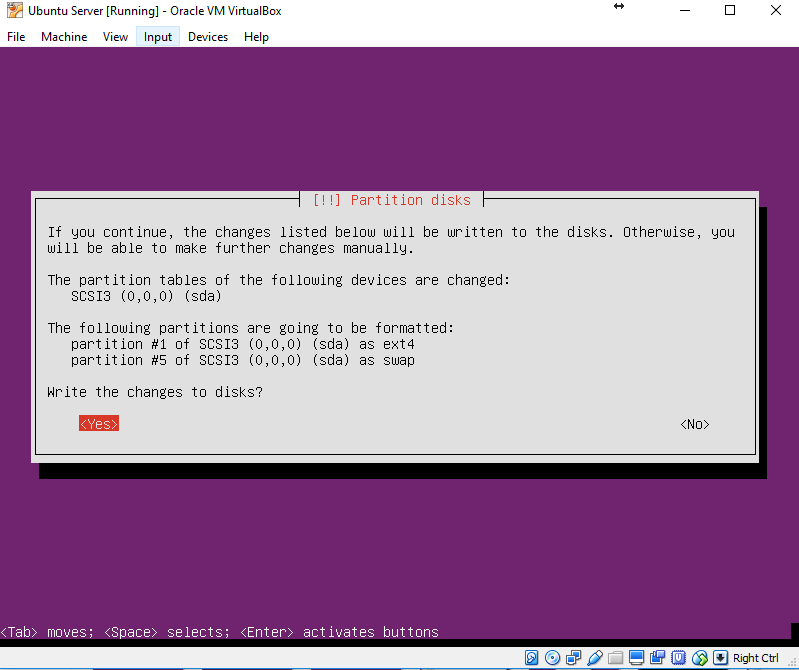 Ubuntu Server [Running] - Oracle VM VirtualBox
File Machine View Input Devices Help
[!!] Partition disks
If you continue, the changes listed below will be written to the disks. Otherwise, you
will be able to make further changes manually.
The partition tables of the following devices are changed:
SCSI3 (0,0,0) (sda)
The following partitions are going to be formatted:
partition #1 of SCSI3 (0,0,0) (sda) as ext4
partition #5 of SCSI3 (0,0,0) (sda) as swap
Write the changes to disks?
<Yes> <No>
<Tab> moves; <Space> selects; <Enter> activates buttons
Right Ctrl